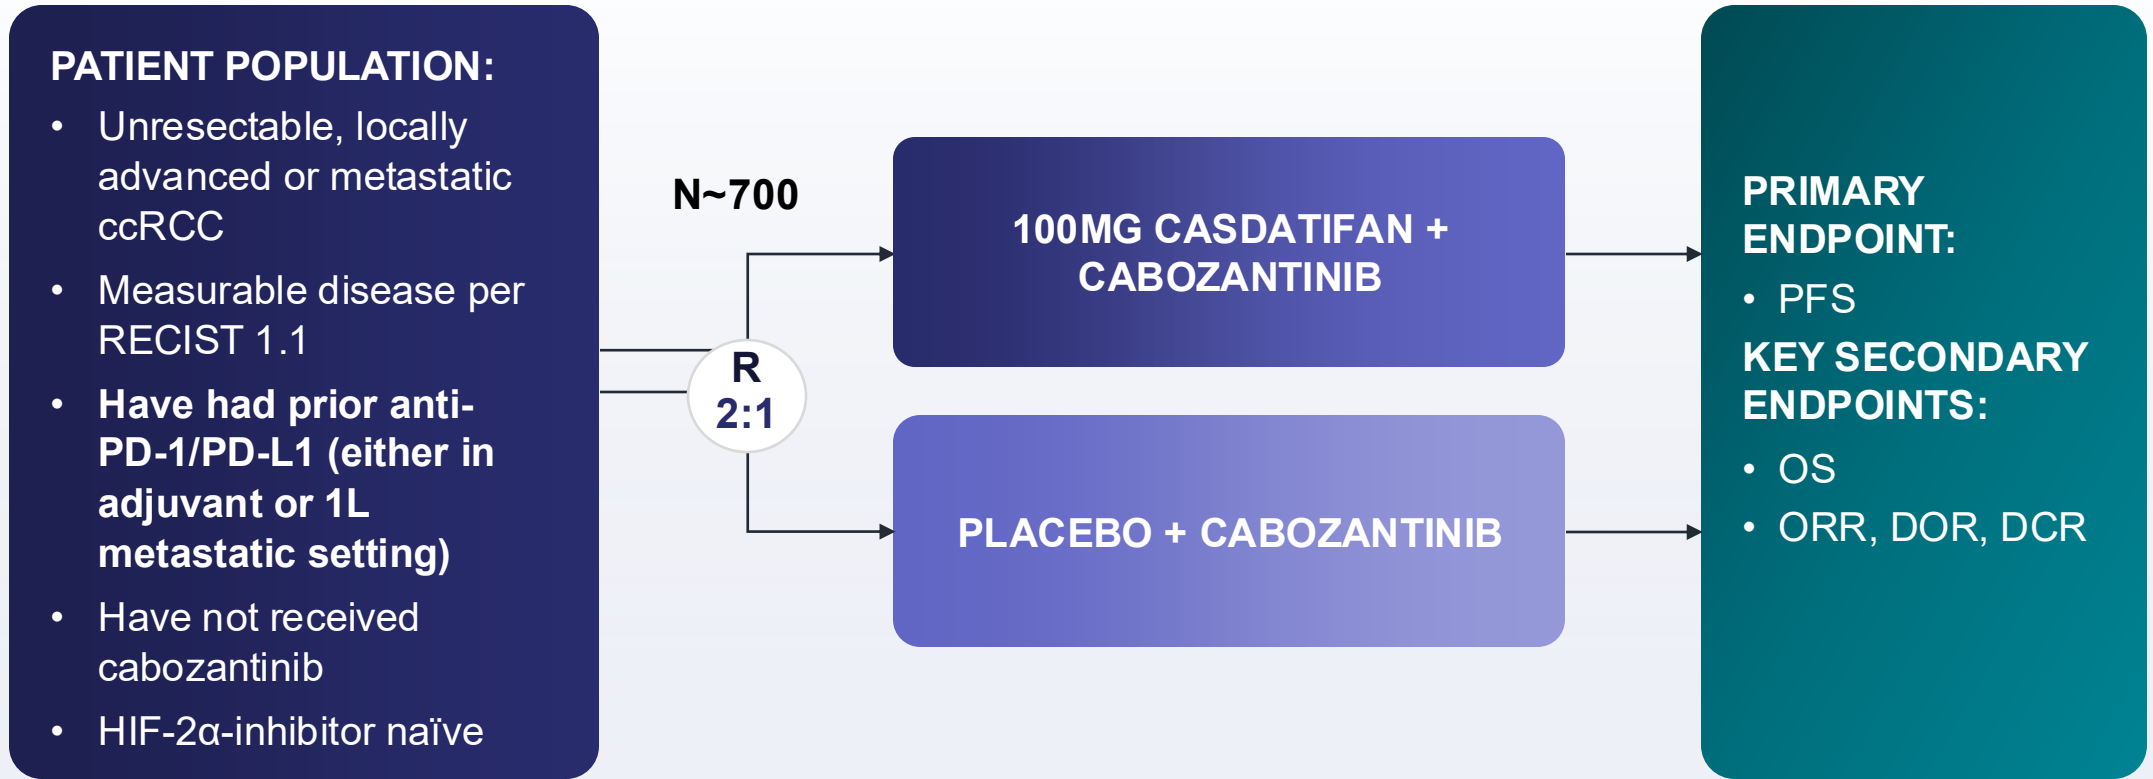 PATIENT POPULATION:
• Unresectable, locally
advanced or metastatic
ccRCC
• Measurable disease per
RECIST 1.1
• Have had prior anti-
PD-1/PD-L1 (either in
adjuvant or 1L
metastatic setting)
• Have not received
cabozantinib
• HIF-2α-inhibitor naïve
N~700
R
2:1
100MG CASDATIFAN +
CABOZANTINIB
PLACEBO + CABOZANTINIB
PRIMARY
ENDPOINT:
• PFS
KEY SECONDARY
ENDPOINTS:
• OS
• ORR, DOR, DCR